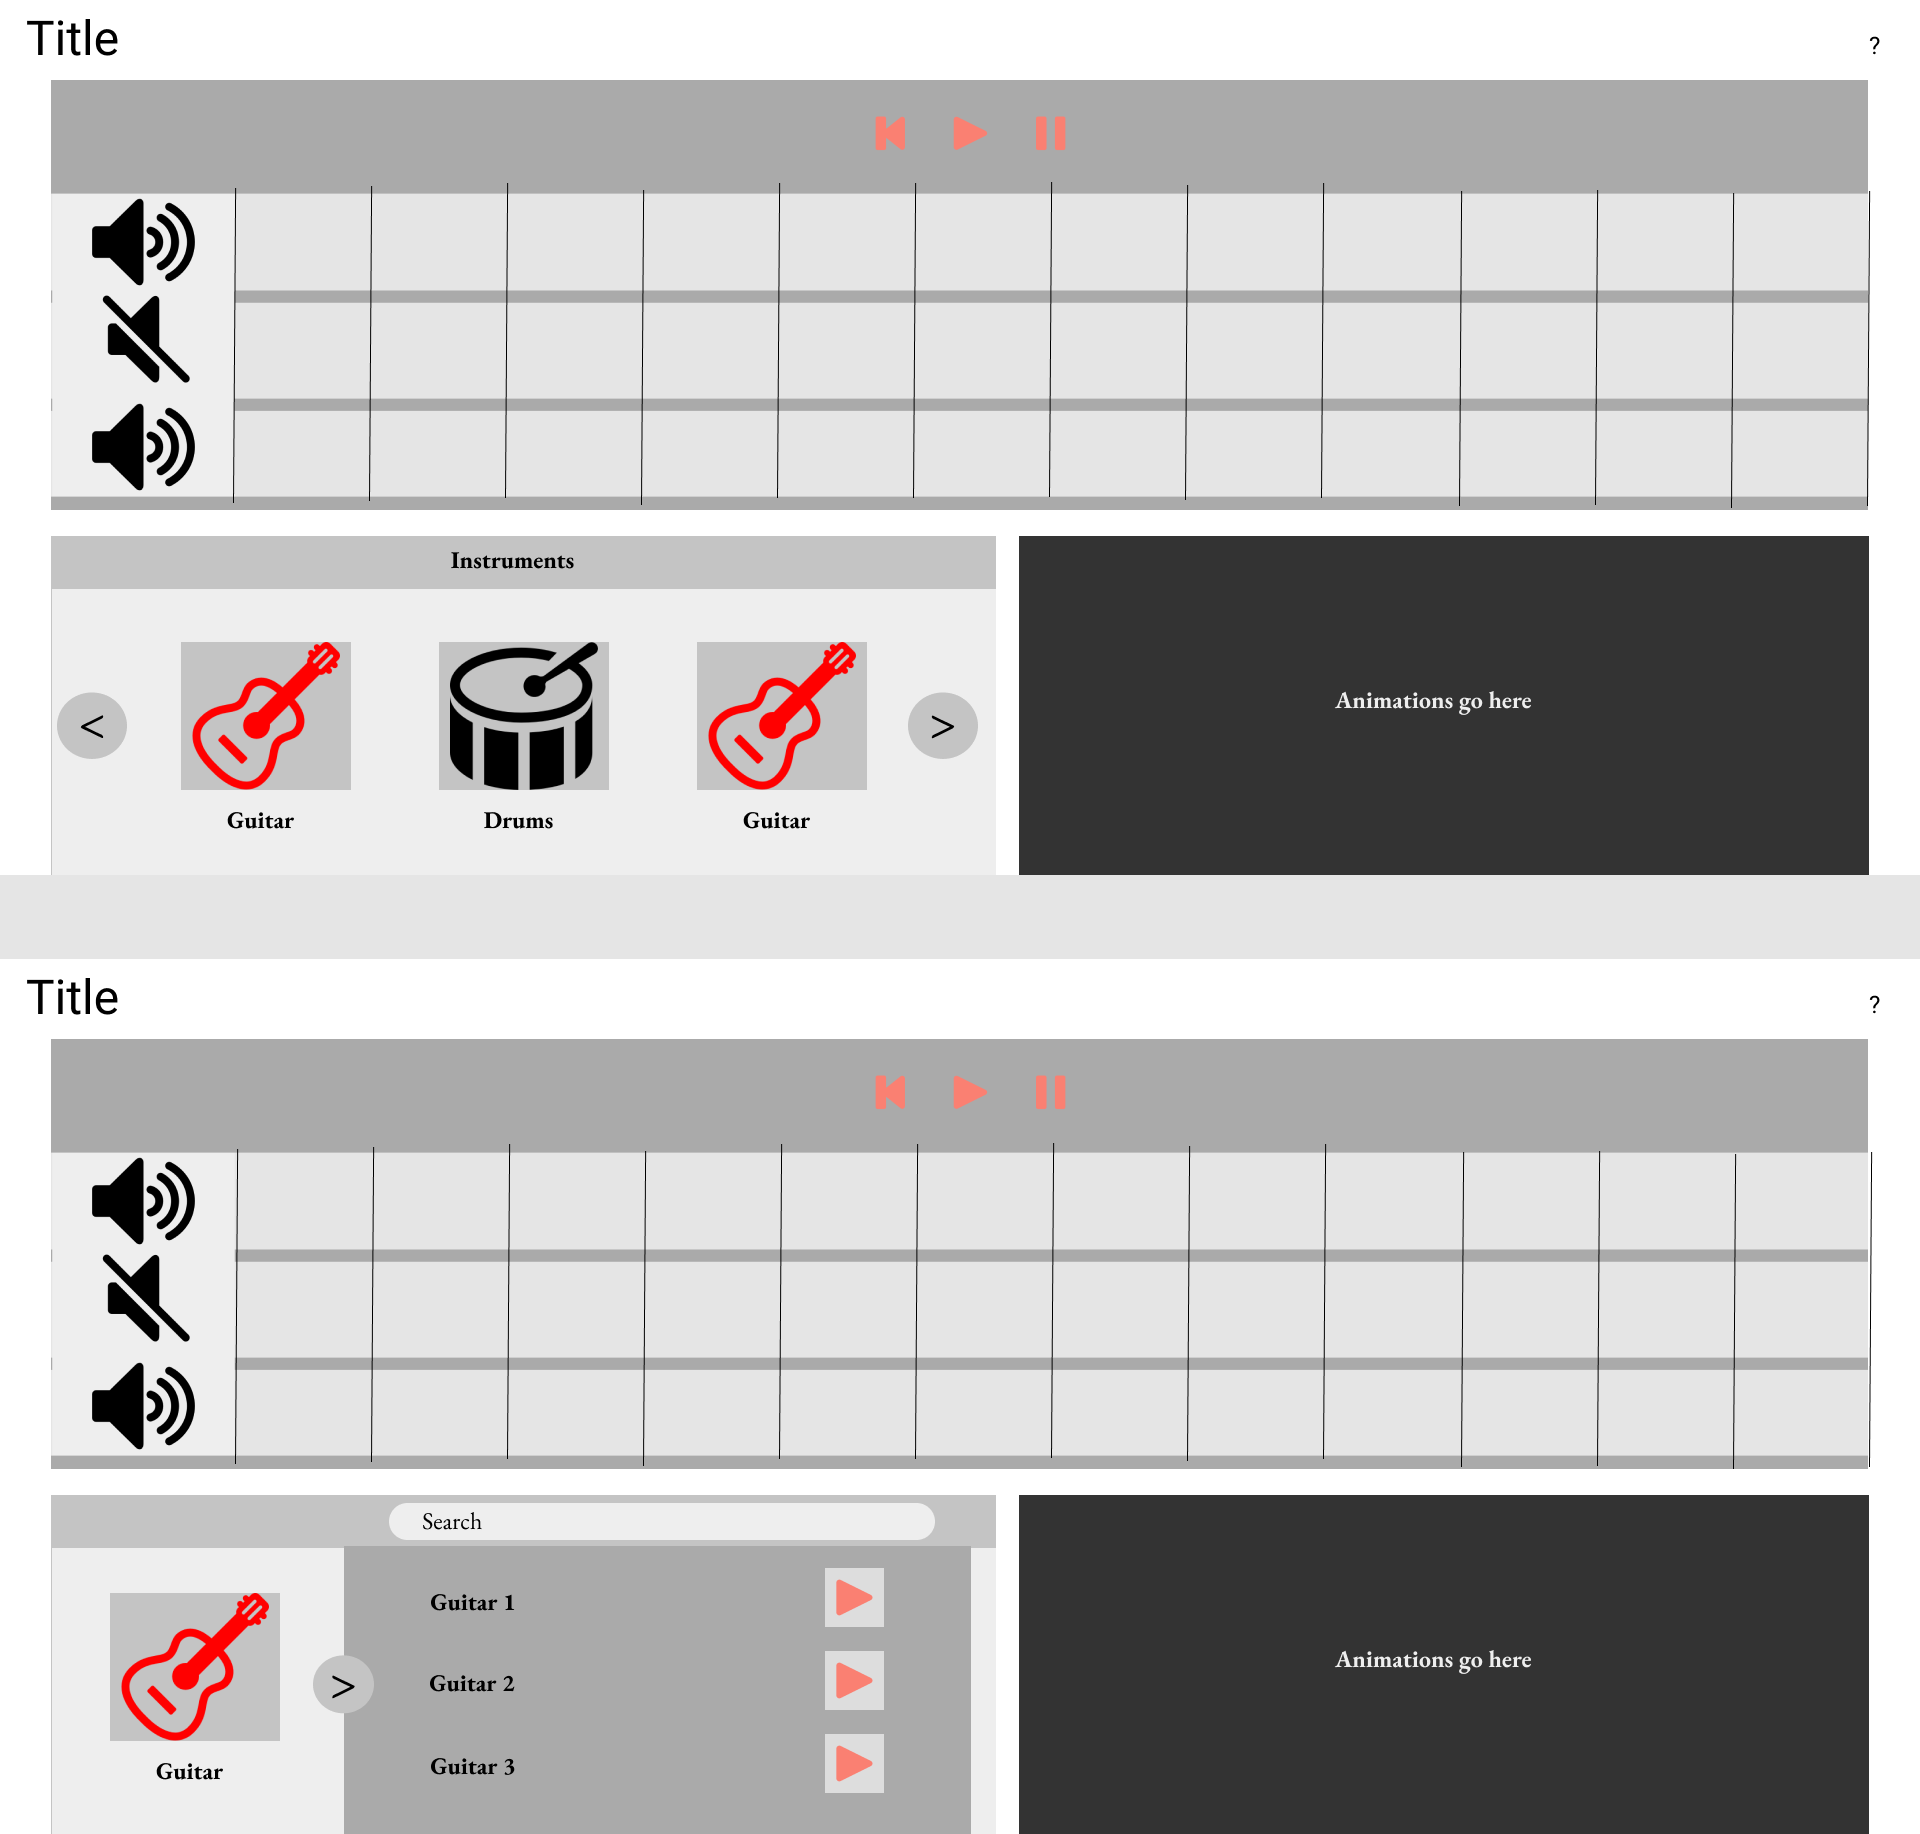 Title
?
Instruments
<
>
Guitar
Drums
Guitar
Animations go here
Title
?
Search
Guitar 1
Guitar 2
Guitar 3
>
Guitar
Animations go here